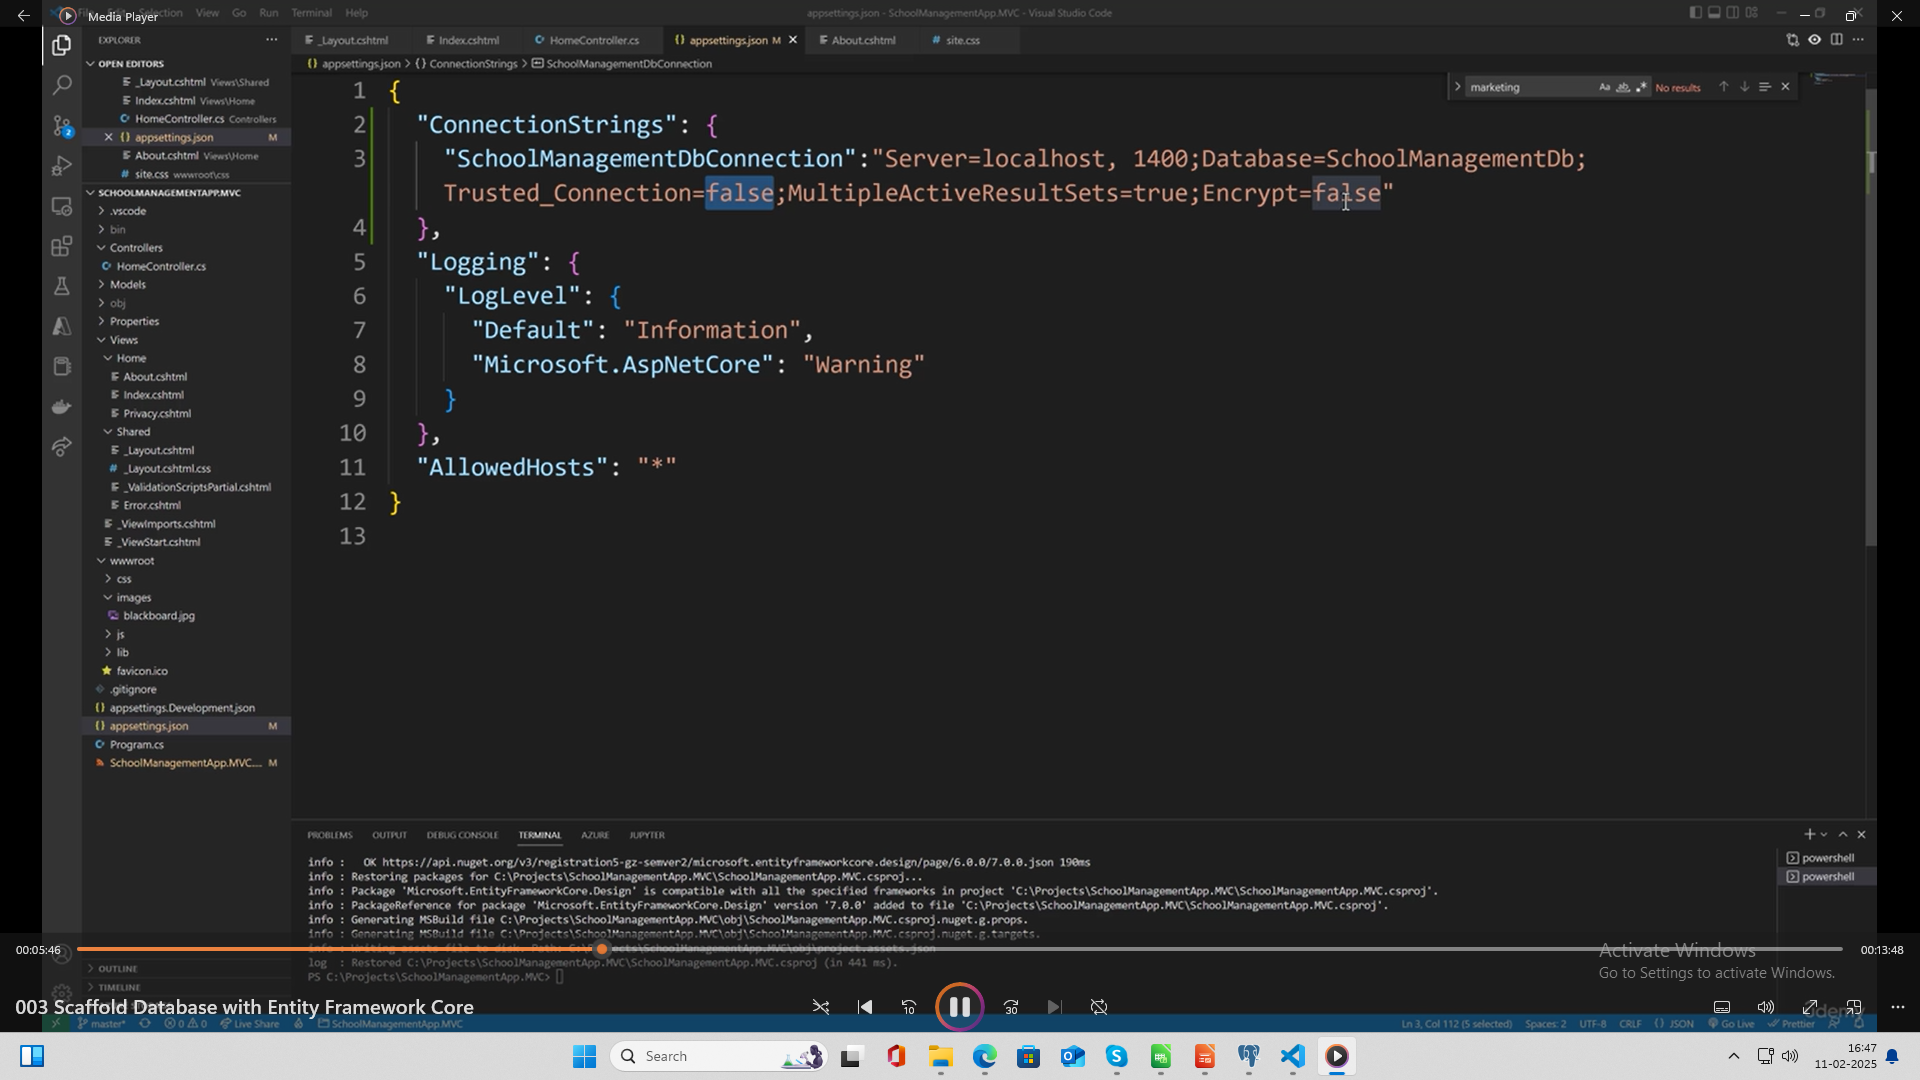 Media Player
File Edit Selection View Go Run Terminal Help
appsettings.json - SchoolManagementApp.MVC - Visual Studio Code
EXPLORER
_Layout.cshtml
Index.cshtml
HomeController.cs
appsettings.json M
About.cshtml
site.css
OPEN EDITORS
appsettings.json > {} ConnectionStrings > SchoolManagementDbConnection
_Layout.cshtml Views\Shared
Index.cshtml Views\Home
HomeController.cs Controllers
appsettings.json M
About.cshtml Views\Home
site.css wwwroot\css
SCHOOLMANAGEMENTAPP.MVC
.vscode
bin
Controllers
HomeController.cs
Models
obj
Properties
Views
Home
About.cshtml
Index.cshtml
Privacy.cshtml
Shared
_Layout.cshtml
_Layout.cshtml.css
_ValidationScriptsPartial.cshtml
Error.cshtml
_ViewImports.cshtml
_ViewStart.cshtml
wwwroot
css
images
blackboard.jpg
js
lib
favicon.ico
.gitignore
appsettings.Development.json
appsettings.json M
Program.cs
SchoolManagementApp.MVC.... M
OUTLINE
TIMELINE
2
marketing Aa ab No results
1 {
2 "ConnectionStrings": {
3 "SchoolManagementDbConnection":"Server=localhost, 1400;Database=SchoolManagementDb;
Trusted_Connection=false;MultipleActiveResultSets=true;Encrypt=false"
4 },
5 "Logging": {
6 "LogLevel": {
7 "Default": "Information",
8 "Microsoft.AspNetCore": "Warning"
9 }
10 },
11 "AllowedHosts": "*"
12 }
13
PROBLEMS OUTPUT DEBUG CONSOLE TERMINAL AZURE JUPYTER
powershell
powershell
info : OK https://api.nuget.org/v3/registration5-gz-semver2/microsoft.entityframeworkcore.design/page/6.0.0/7.0.0.json 190ms
info : Restoring packages for C:\Projects\SchoolManagementApp.MVC\SchoolManagementApp.MVC.csproj...
info : Package 'Microsoft.EntityFrameworkCore.Design' is compatible with all the specified frameworks in project 'C:\Projects\SchoolManagementApp.MVC\SchoolManagementApp.MVC.csproj'.
info : PackageReference for package 'Microsoft.EntityFrameworkCore.Design' version '7.0.0' added to file 'C:\Projects\SchoolManagementApp.MVC\SchoolManagementApp.MVC.csproj'.
info : Generating MSBuild file C:\Projects\SchoolManagementApp.MVC\obj\SchoolManagementApp.MVC.csproj.nuget.g.props.
info : Generating MSBuild file C:\Projects\SchoolManagementApp.MVC\obj\SchoolManagementApp.MVC.csproj.nuget.g.targets.
info : Writing assets file to disk. Path: C:\Projects\SchoolManagementApp.MVC\obj\project.assets.json
log : Restored C:\Projects\SchoolManagementApp.MVC\SchoolManagementApp.MVC.csproj (in 441 ms).
PS C:\Projects\SchoolManagementApp.MVC>
00:05:46
00:13:48
Activate Windows
Go to Settings to activate Windows.
003 Scaffold Database with Entity Framework Core
10
30
Udemy
master* 0 0 Live Share SchoolManagementApp.MVC
Ln 3, Col 112 (5 selected) Spaces: 2 UTF-8 CRLF {} JSON Go Live Prettier
Search
16:47
11-02-2025